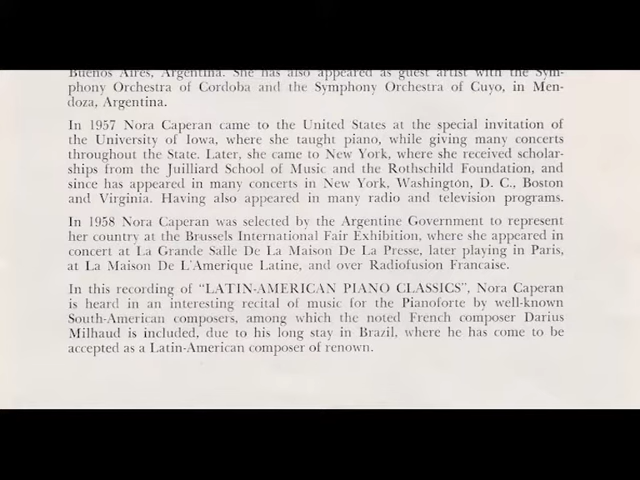 Buenos Aires, Argentina. She has also appeared as guest artist with the Sym-
phony Orchestra of Cordoba and the Symphony Orchestra of Cuyo, in Men-
doza, Argentina.
In 1957 Nora Caperan came to the United States at the special invitation of
the University of Iowa, where she taught piano, while giving many concerts
throughout the State. Later, she came to New York, where she received scholar-
ships from the Juilliard School of Music and the Rothschild Foundation, and
since has appeared in many concerts in New York, Washington, D. C., Boston
and Virginia. Having also appeared in many radio and television programs.
In 1958 Nora Caperan was selected by the Argentine Government to represent
her country at the Brussels International Fair Exhibition, where she appeared in
concert at La Grande Salle De La Maison De La Presse, later playing in Paris,
at La Maison De L'Amerique Latine, and over Radiofusion Francaise.
In this recording of "LATIN-AMERICAN PIANO CLASSICS", Nora Caperan
is heard in an interesting recital of music for the Pianoforte by well-known
South-American composers, among which the noted French composer Darius
Milhaud is included, due to his long stay in Brazil, where he has come to be
accepted as a Latin-American composer of renown.